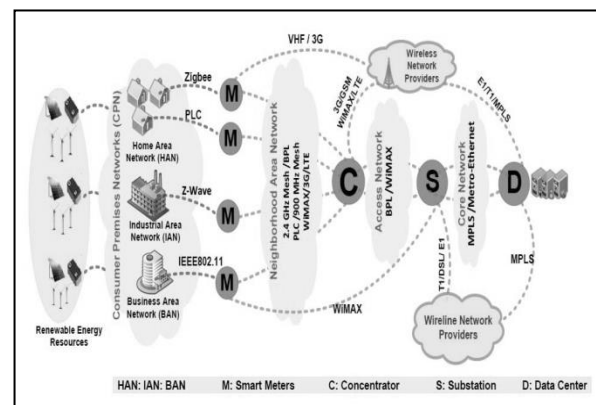 VHF / 3G
Wireless
Network
Providers
Zigbee
M
PLC
M
Home Area
Network (HAN)
Z-Wave
M
Industrial Area
Network (IAN)
IEEE802.11
M
Business Area
Network (BAN)
Consumer Premises Networks (CPN)
Renewable Energy
Resources
Neighborhood Area Network
2.4 GHz Mesh /BPL
PLC /900 MHz Mesh
WiMAX/3G/LTE
3G/GSM
WiMAX/LTE
C
Access Network
BPL /WiMAX
S
Core Network
MPLS /Metro-Ethernet
D
E1/T1/MPLS
WiMAX
T1/DSL/ E1
MPLS
Wireline Network
Providers
HAN: IAN: BAN M: Smart Meters C: Concentrator S: Substation D: Data Center